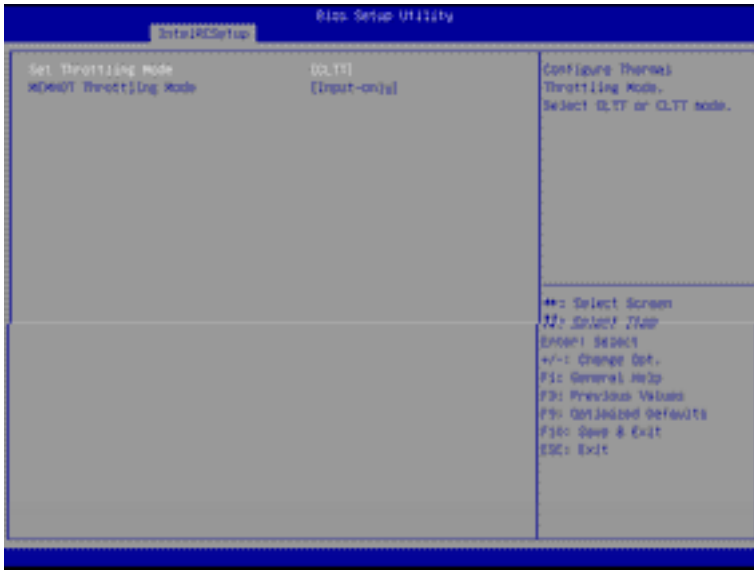 Bios Setup Utility
IntelRCSetup
Set Throttling Mode [CLTT]
MEMHOT Throttling Mode [Input-only]
Configure Thermal
Throttling Mode.
Select OLTT or CLTT mode.
Select Screen
Select Item
Enter: Select
+/-: Change Opt.
F1: General Help
F3: Previous Values
F9: Optimized Defaults
F10: Save & Exit
ESC: Exit